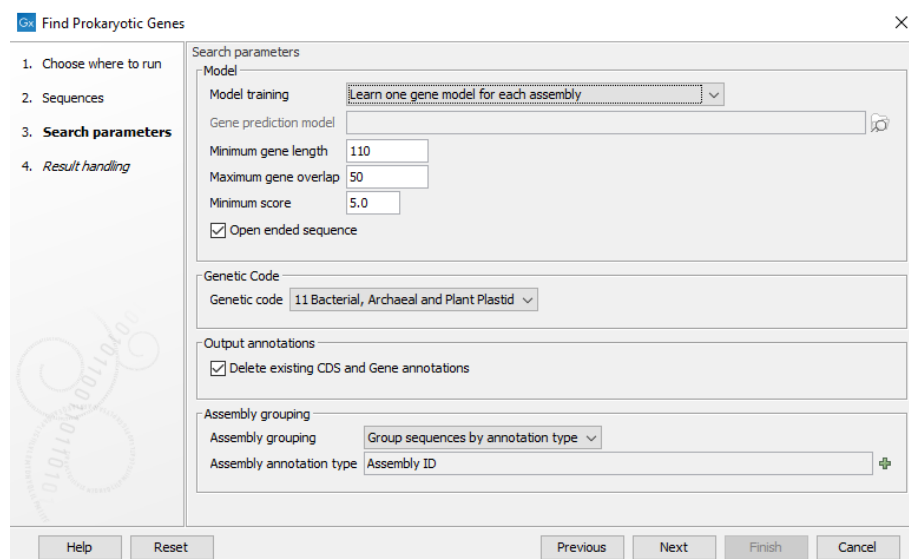 Gx Find Prokaryotic Genes
1. Choose where to run
2. Sequences
3. Search parameters
4. Result handling
Search parameters
Model
Model training Learn one gene model for each assembly
Gene prediction model
Minimum gene length 110
Maximum gene overlap 50
Minimum score 5.0
Open ended sequence
Genetic Code
Genetic code 11 Bacterial, Archaeal and Plant Plastid
Output annotations
Delete existing CDS and Gene annotations
Assembly grouping
Assembly grouping Group sequences by annotation type
Assembly annotation type Assembly ID
Help Reset Previous Next Finish Cancel